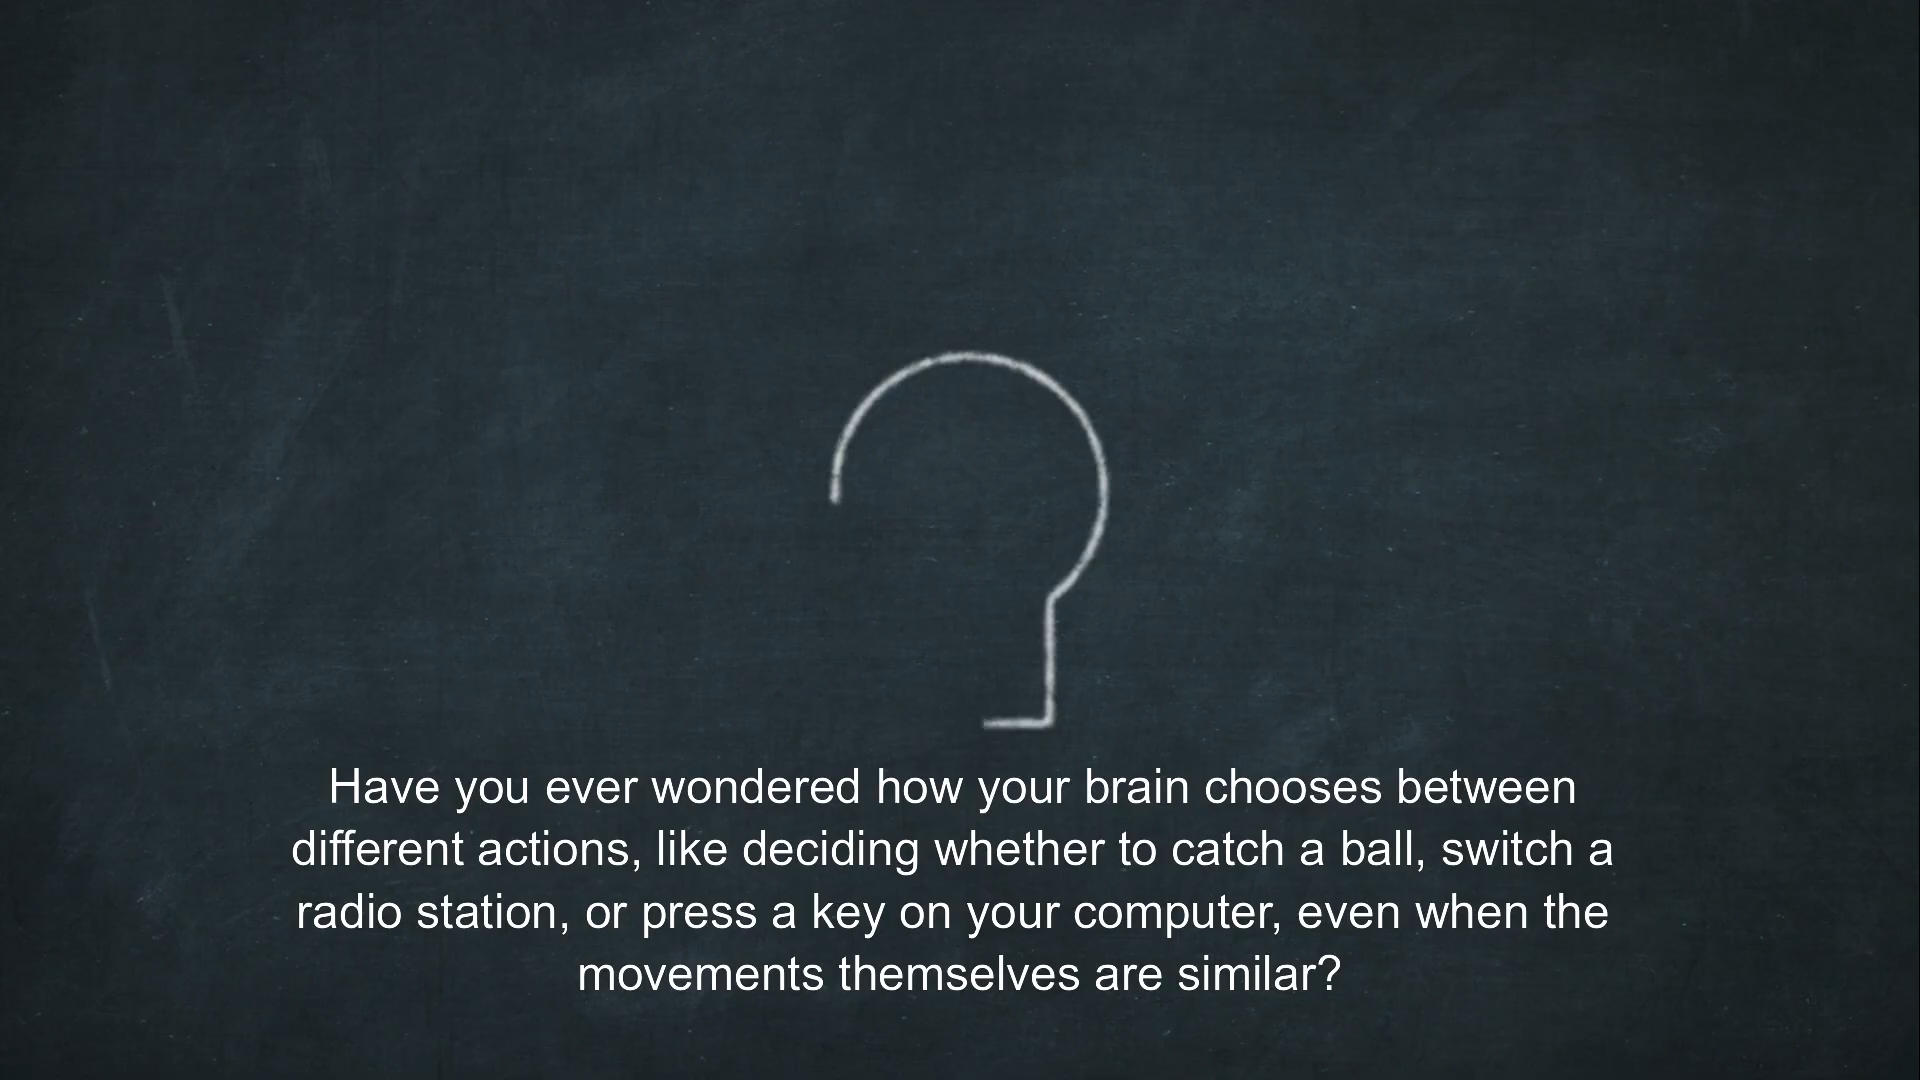 Have you ever wondered how your brain chooses between
different actions, like deciding whether to catch a ball, switch a
radio station, or press a key on your computer, even when the
movements themselves are similar?